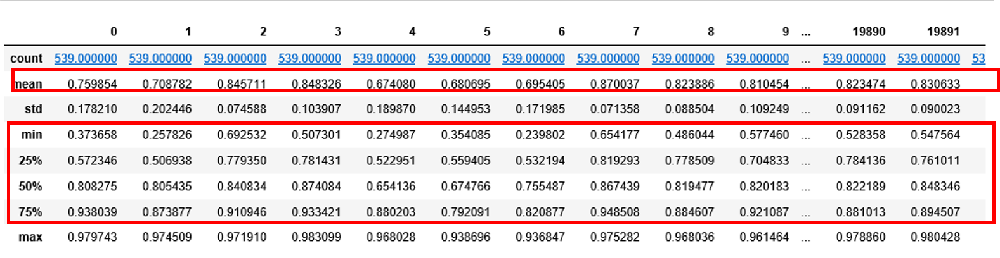 0 1 2 3 4 5 6 7 8 9 ... 19890 19891
count 539.000000 539.000000 539.000000 539.000000 539.000000 539.000000 539.000000 539.000000 539.000000 539.000000 ... 539.000000 539.000000 53
mean 0.759854 0.708782 0.845711 0.848326 0.674080 0.680695 0.695405 0.870037 0.823886 0.810454 ... 0.823474 0.830633
std 0.178210 0.202446 0.074588 0.103907 0.189870 0.144953 0.171985 0.071358 0.088504 0.109249 ... 0.091162 0.090023
min 0.373658 0.257826 0.692532 0.507301 0.274987 0.354085 0.239802 0.654177 0.486044 0.577460 ... 0.528358 0.547564
25% 0.572346 0.506938 0.779350 0.781431 0.522951 0.559405 0.532194 0.819293 0.778509 0.704833 ... 0.784136 0.761011
50% 0.808275 0.805435 0.840834 0.874084 0.654136 0.674766 0.755487 0.867439 0.819477 0.820183 ... 0.822189 0.848346
75% 0.938039 0.873877 0.910946 0.933421 0.880203 0.792091 0.820877 0.948508 0.884607 0.921087 ... 0.881013 0.894507
max 0.979743 0.974509 0.971910 0.983099 0.968028 0.938696 0.936847 0.975282 0.968036 0.961464 ... 0.978860 0.980428